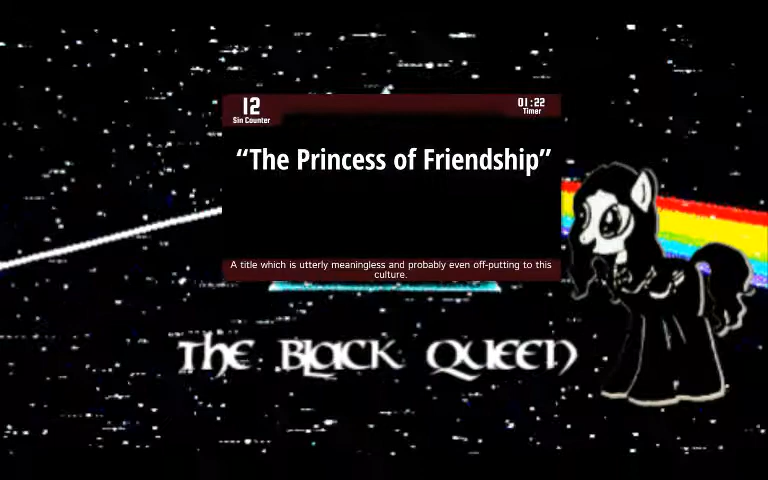 12
Sin Counter
01:22
Timer
“The Princess of Friendship”
A title which is utterly meaningless and probably even off-putting to this
culture.
THE BLACK QUEEN